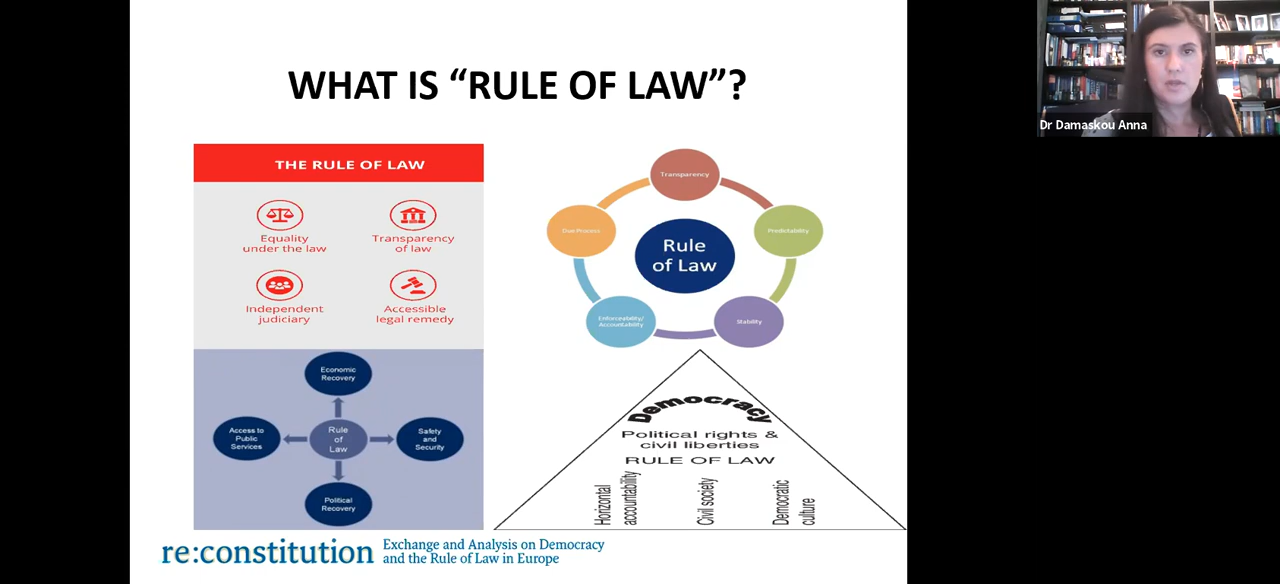 WHAT IS “RULE OF LAW”?
Dr Damaskou Anna
THE RULE OF LAW
Equality
under the law
Transparency
of law
Independent
judiciary
Accessible
legal remedy
Transparency
Due Process
Predictability
Rule
of Law
Enforceability/
Accountability
Stability
Economic
Recovery
Access to
Public
Services
Rule
of
Law
Safety
and
Security
Political
Recovery
Democracy
Political rights &
civil liberties
RULE OF LAW
Horizontal
accountability
Civil society
Democratic
culture
re:constitution
Exchange and Analysis on Democracy
and the Rule of Law in Europe